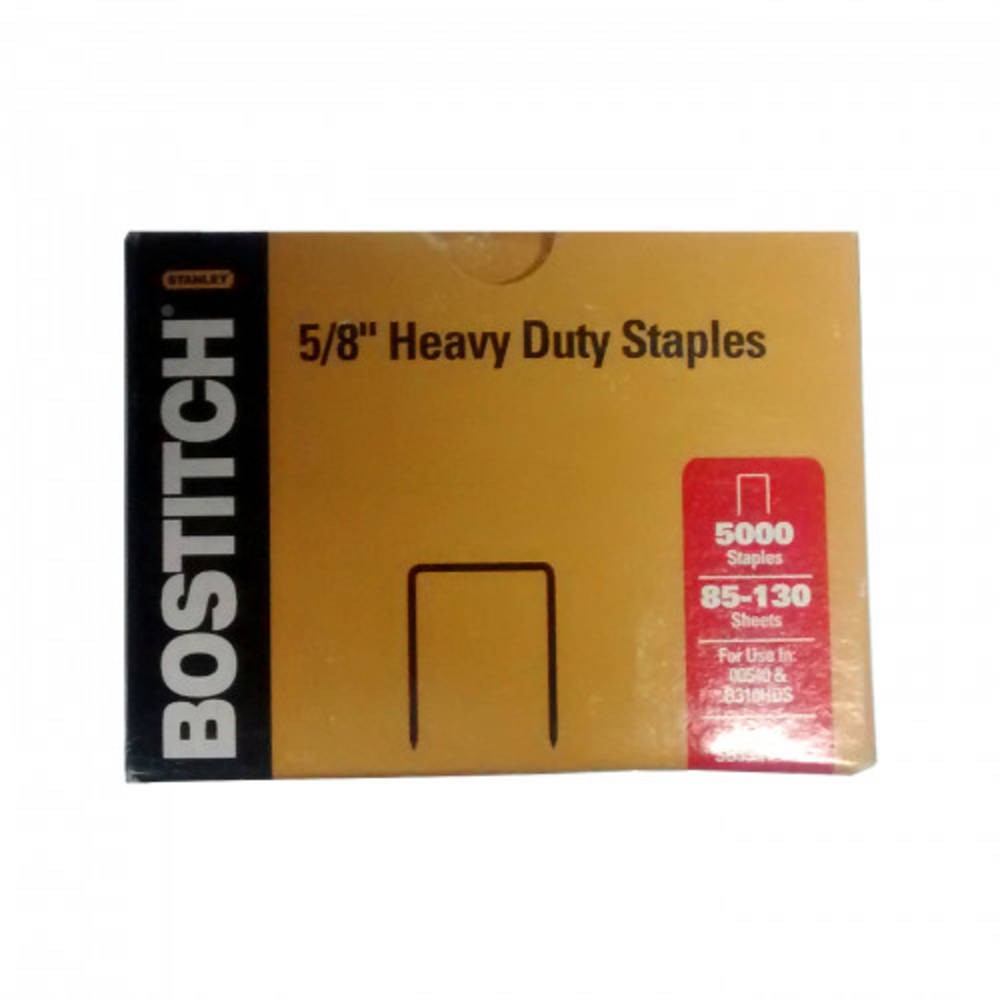 STANLEY
BOSTITCH®
5/8" Heavy Duty Staples
5000
Staples
85-130
Sheets
For Use In:
00540 &
B310HDS